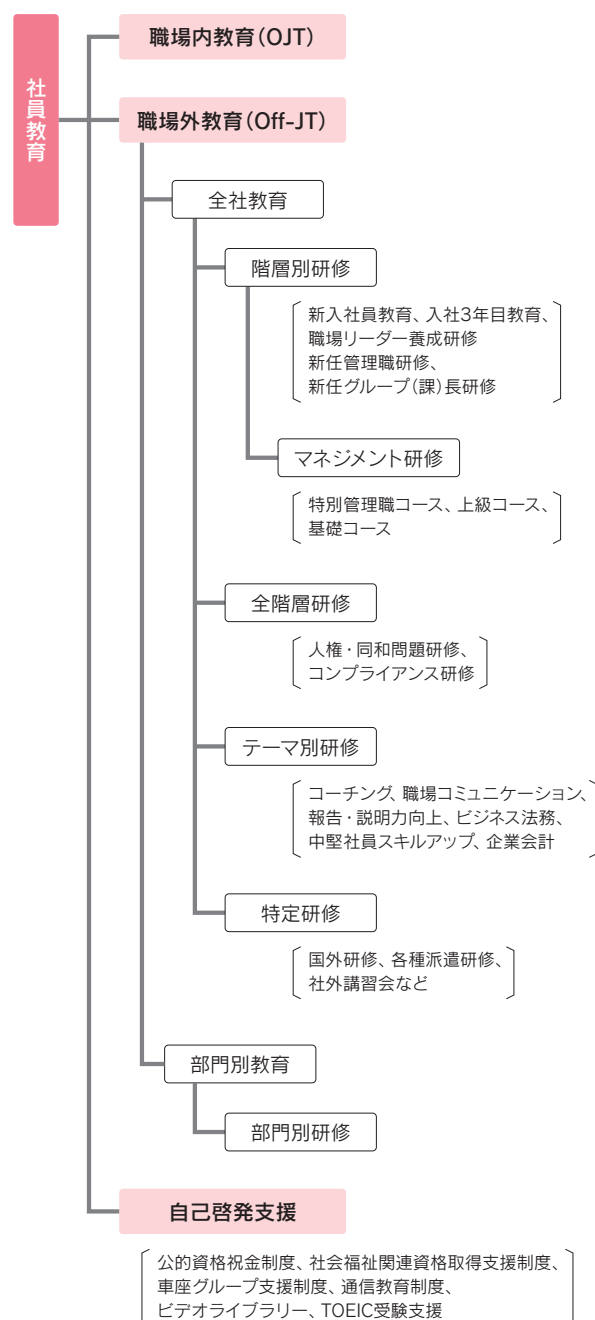 社員教育
職場内教育（OJT）
職場外教育（Off-JT）
全社教育
階層別研修
新入社員教育、入社3年目教育、
職場リーダー養成研修
新任管理職研修、
新任グループ（課）長研修
マネジメント研修
特別管理職コース、上級コース、
基礎コース
全階層研修
人権・同和問題研修、
コンプライアンス研修
テーマ別研修
コーチング、職場コミュニケーション、
報告・説明力向上、ビジネス法務、
中堅社員スキルアップ、企業会計
特定研修
国外研修、各種派遣研修、
社外講習会など
部門別教育
部門別研修
自己啓発支援
公的資格祝金制度、社会福祉関連資格取得支援制度、
車座グループ支援制度、通信教育制度、
ビデオライブラリー、TOEIC受験支援